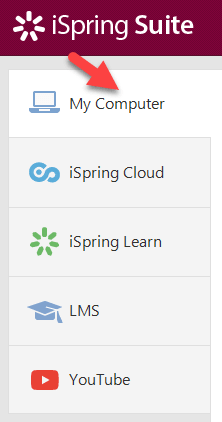 iSpring Suite
My Computer
iSpring Cloud
iSpring Learn
LMS
YouTube